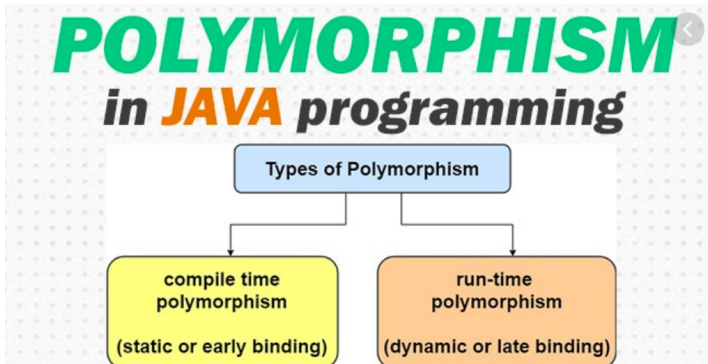 POLYMORPHISM
in JAVA programming
Types of Polymorphism
compile time
polymorphism
(static or early binding)
run-time
polymorphism
(dynamic or late binding)